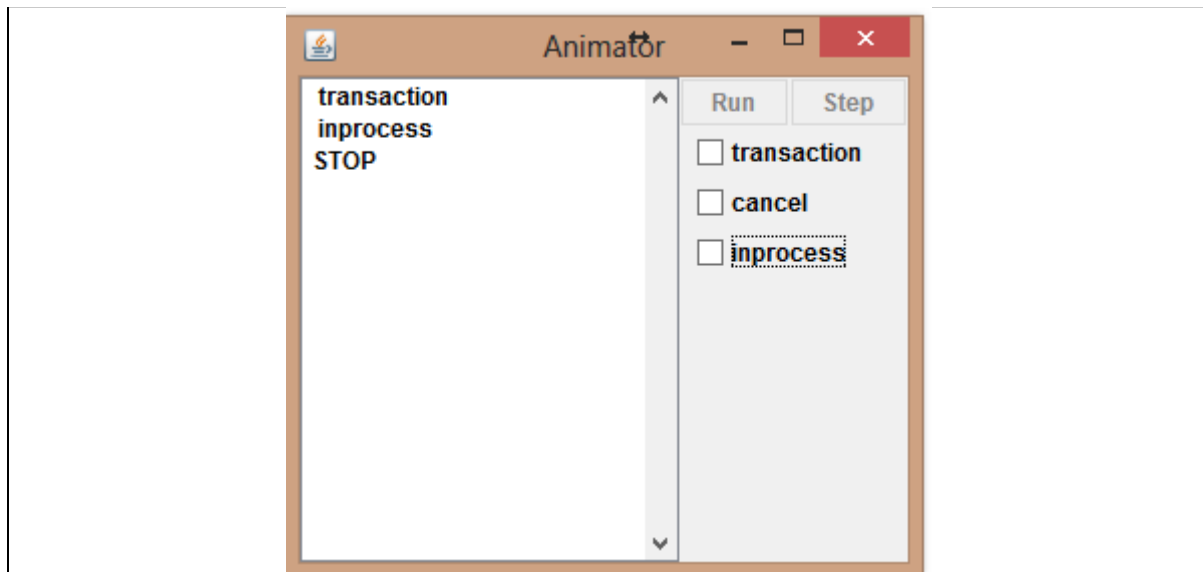 Animator
transaction
inprocess
STOP
Run Step
transaction
cancel
inprocess